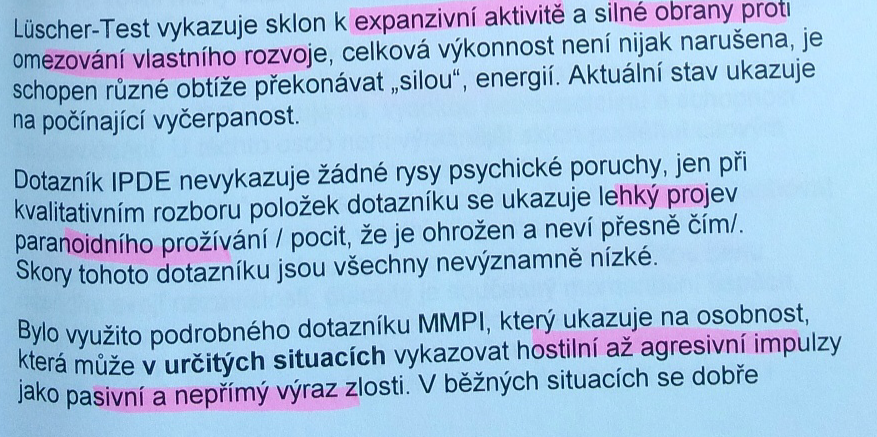 Lüscher-Test vykazuje sklon k expanzivní aktivitě a silné obrany proti
omezování vlastního rozvoje, celková výkonnost není nijak narušena, je
schopen různé obtíže překonávat „silou“, energií. Aktuální stav ukazuje
na počínající vyčerpanost.
Dotazník IPDE nevykazuje žádné rysy psychické poruchy, jen při
kvalitativním rozboru položek dotazníku se ukazuje lehký projev
paranoidního prožívání / pocit, že je ohrožen a neví přesně čím/.
Skory tohoto dotazníku jsou všechny nevýznamně nízké.
Bylo využito podrobného dotazníku MMPI, který ukazuje na osobnost,
která může v určitých situacích vykazovat hostilní až agresivní impulzy
jako pasivní a nepřímý výraz zlosti. V běžných situacích se dobře